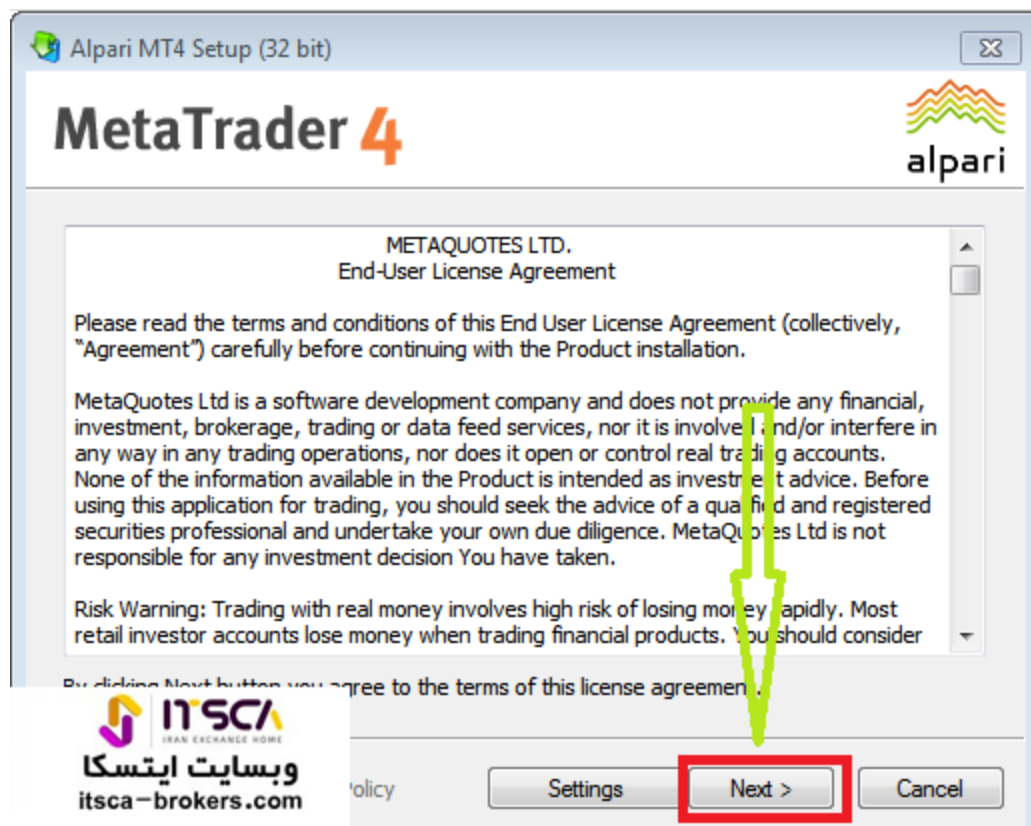 Alpari MT4 Setup (32 bit)
MetaTrader 4
alpari
METAQUOTES LTD.
End-User License Agreement
Please read the terms and conditions of this End User License Agreement (collectively,
“Agreement”) carefully before continuing with the Product installation.
MetaQuotes Ltd is a software development company and does not provide any financial,
investment, brokerage, trading or data feed services, nor it is involved and/or interfere in
any way in any trading operations, nor does it open or control real trading accounts.
None of the information available in the Product is intended as investment advice. Before
using this application for trading, you should seek the advice of a qualified and registered
securities professional and undertake your own due diligence. MetaQuotes Ltd is not
responsible for any investment decision You have taken.
Risk Warning: Trading with real money involves high risk of losing money rapidly. Most
retail investor accounts lose money when trading financial products. You should consider
By clicking Next button you agree to the terms of this license agreement.
ITSCA
IRAN EXCHANGE HOME
وبسایت ایتسکا
itsca-brokers.com
Policy
Settings
Next >
Cancel